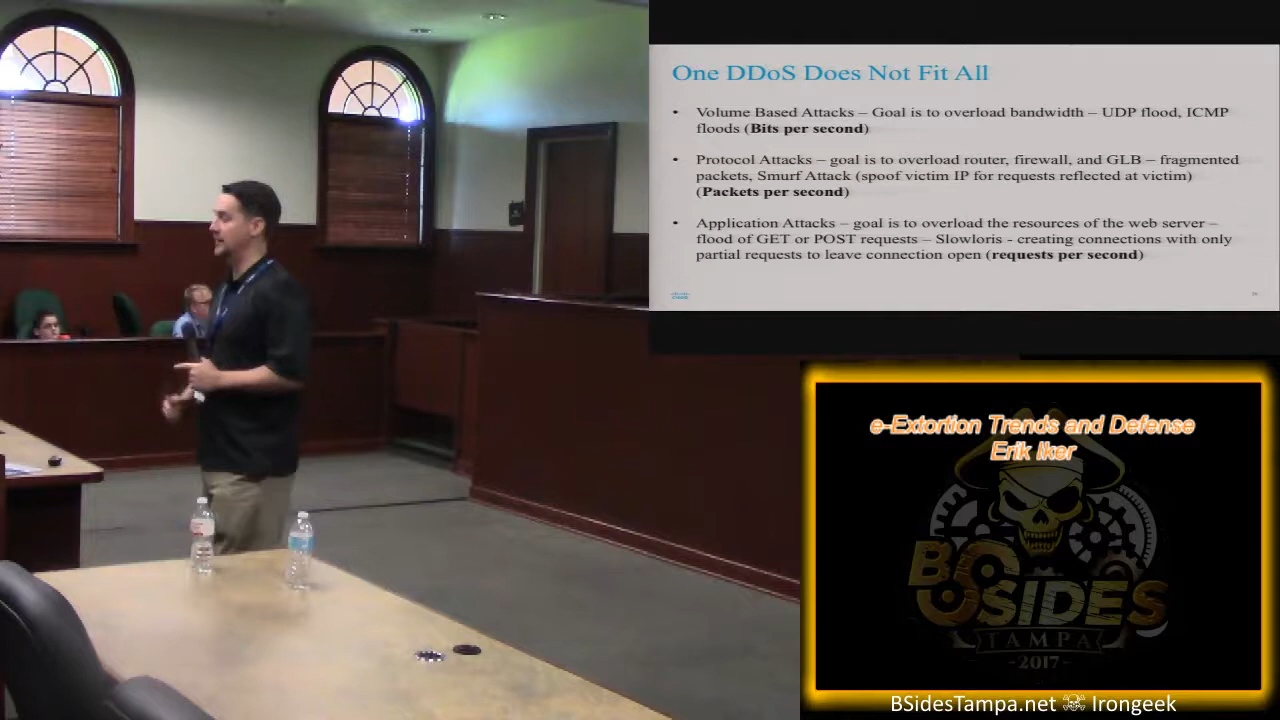 One DDoS Does Not Fit All
• Volume Based Attacks – Goal is to overload bandwidth – UDP flood, ICMP
floods (Bits per second)
• Protocol Attacks – goal is to overload router, firewall, and GLB – fragmented
packets, Smurf Attack (spoof victim IP for requests reflected at victim)
(Packets per second)
• Application Attacks – goal is to overload the resources of the web server –
flood of GET or POST requests – Slowloris - creating connections with only
partial requests to leave connection open (requests per second)
e-Extortion Trends and Defense
Erik Iker
BSIDES
TAMPA
-2017-
BSidesTampa.net ☠ Irongeek